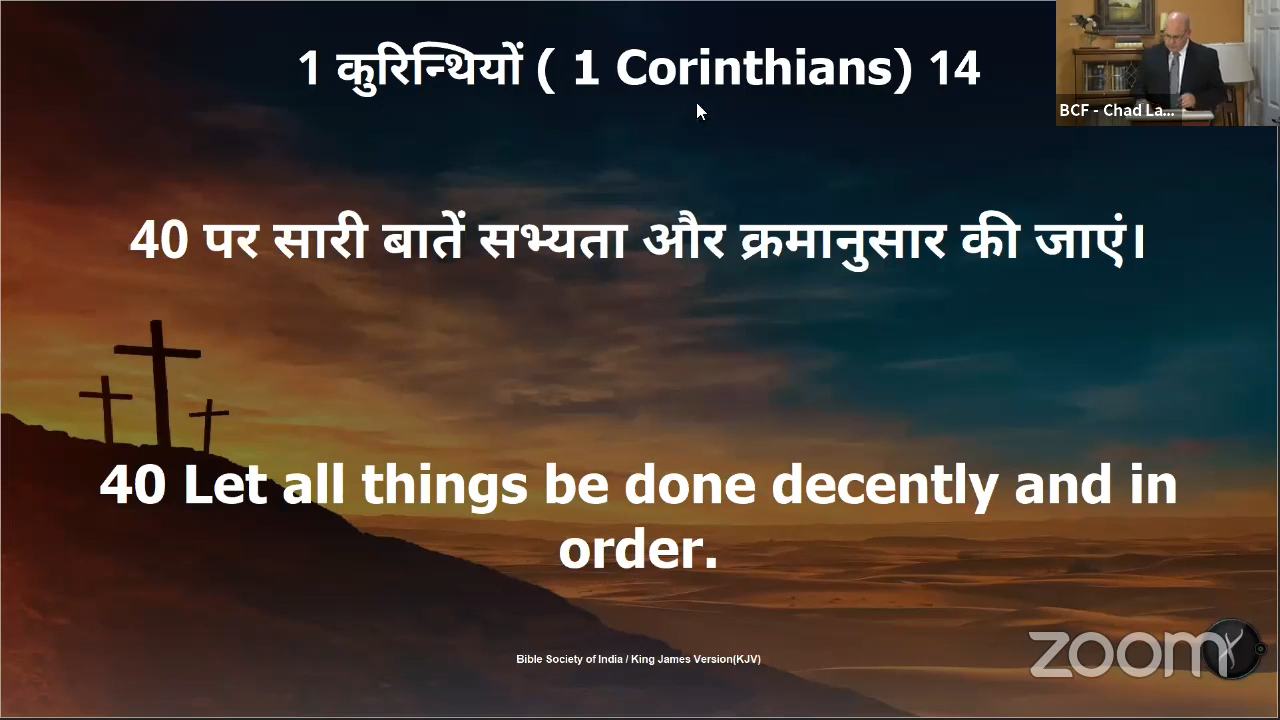 1 कुरिन्थियों ( 1 Corinthians) 14
BCF - Chad La...
40 पर सारी बातें सभ्यता और क्रमानुसार की जाएं।
40 Let all things be done decently and in
order.
Bible Society of India / King James Version(KJV)
zoom